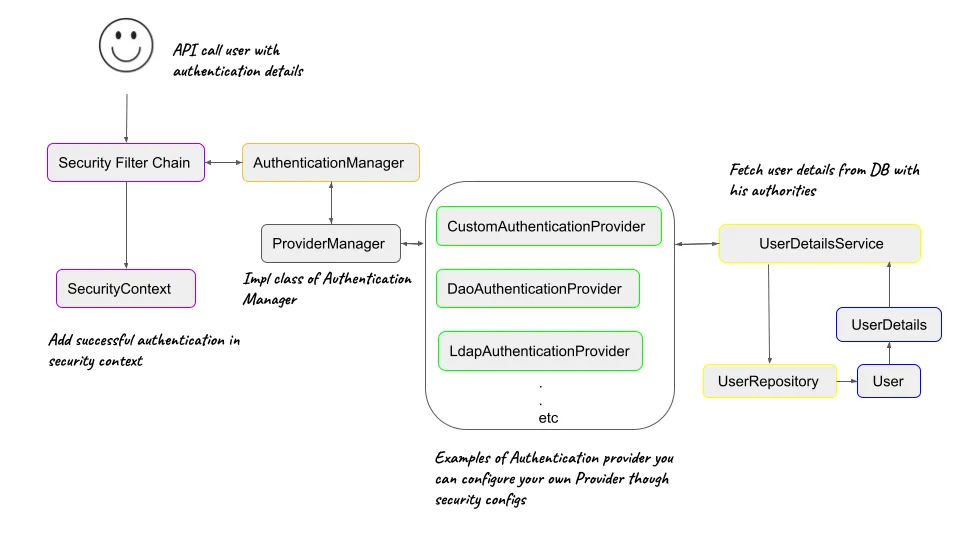 API call user with
authentication details
Security Filter Chain
AuthenticationManager
Fetch user details from DB with
his authorities
CustomAuthenticationProvider
ProviderManager
UserDetailsService
Impl class of Authentication
Manager
SecurityContext
DaoAuthenticationProvider
UserDetails
Add successful authentication in
security context
LdapAuthenticationProvider
UserRepository
User
.
.
etc
Examples of Authentication provider you
can configure your own Provider though
security configs